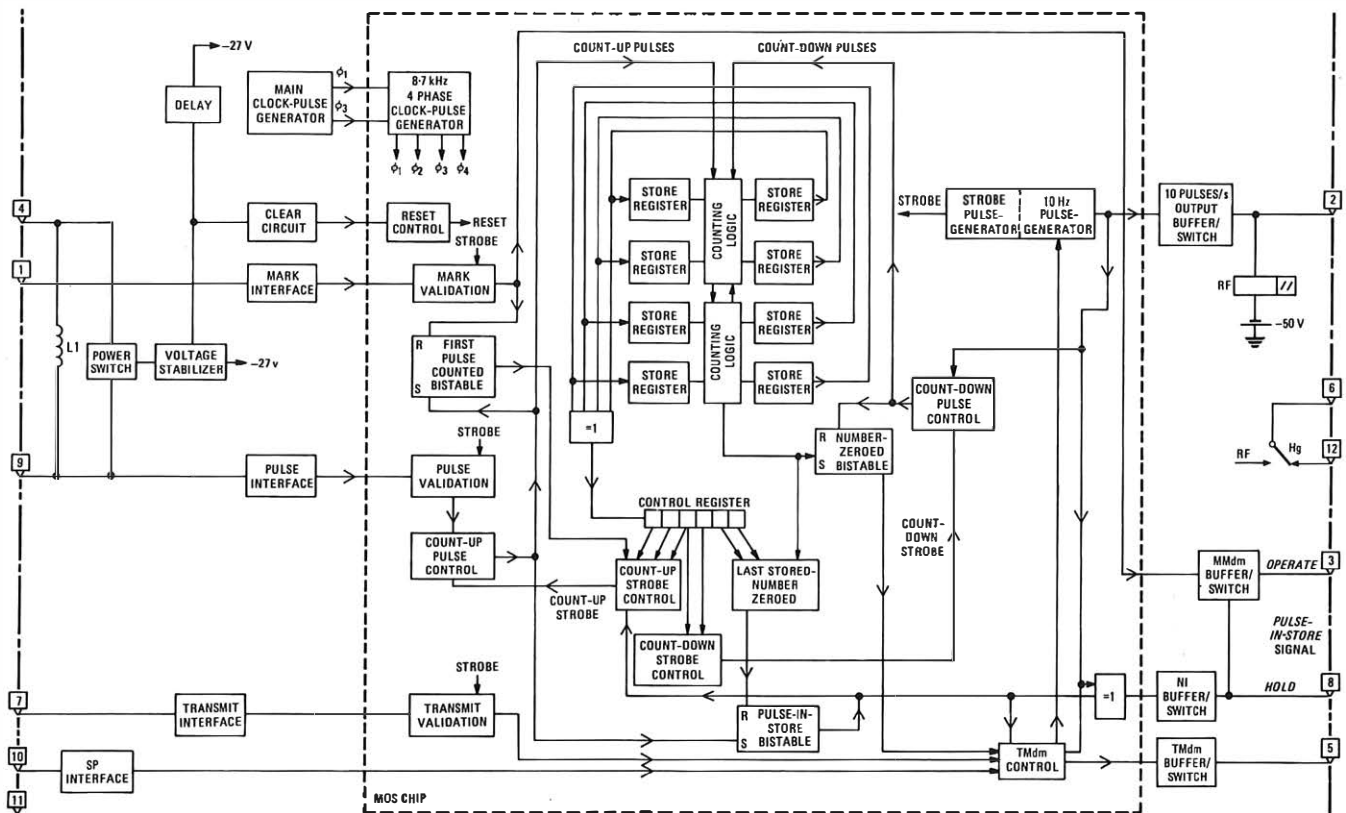 −27 V
DELAY
MAIN
CLOCK-PULSE
GENERATOR
ϕ1
ϕ3
8·7 kHz
4 PHASE
CLOCK-PULSE
GENERATOR
ϕ1 ϕ2 ϕ3 ϕ4
COUNT-UP PULSES
COUNT-DOWN PULSES
4
CLEAR
CIRCUIT
RESET
CONTROL
RESET
STROBE
1
MARK
INTERFACE
MARK
VALIDATION
L1
POWER
SWITCH
VOLTAGE
STABILIZER
−27v
R
S
FIRST
PULSE
COUNTED
BISTABLE
STORE
REGISTER
STORE
REGISTER
STORE
REGISTER
STORE
REGISTER
COUNTING
LOGIC
COUNTING
LOGIC
STORE
REGISTER
STORE
REGISTER
STORE
REGISTER
STORE
REGISTER
STROBE
STROBE
PULSE-
GENERATOR
10 Hz
PULSE-
GENERATOR
10 PULSES/s
OUTPUT
BUFFER/
SWITCH
2
RF
−50 V
6
Hg
RF
12
=1
COUNT-DOWN
PULSE
CONTROL
R
S
NUMBER-
ZEROED
BISTABLE
STROBE
9
PULSE
INTERFACE
PULSE
VALIDATION
COUNT-UP
PULSE
CONTROL
CONTROL REGISTER
COUNT-UP
STROBE
CONTROL
LAST STORED-
NUMBER
ZEROED
COUNT-UP
STROBE
COUNT-
DOWN
STROBE
COUNT-DOWN
STROBE
CONTROL
MMdm
BUFFER/
SWITCH
OPERATE
3
PULSE-
IN-STORE
SIGNAL
STROBE
7
TRANSMIT
INTERFACE
TRANSMIT
VALIDATION
R
S
PULSE-IN-
STORE
BISTABLE
=1
NI
BUFFER/
SWITCH
HOLD
8
10
SP
INTERFACE
TMdm
CONTROL
TMdm
BUFFER/
SWITCH
5
11
MOS CHIP